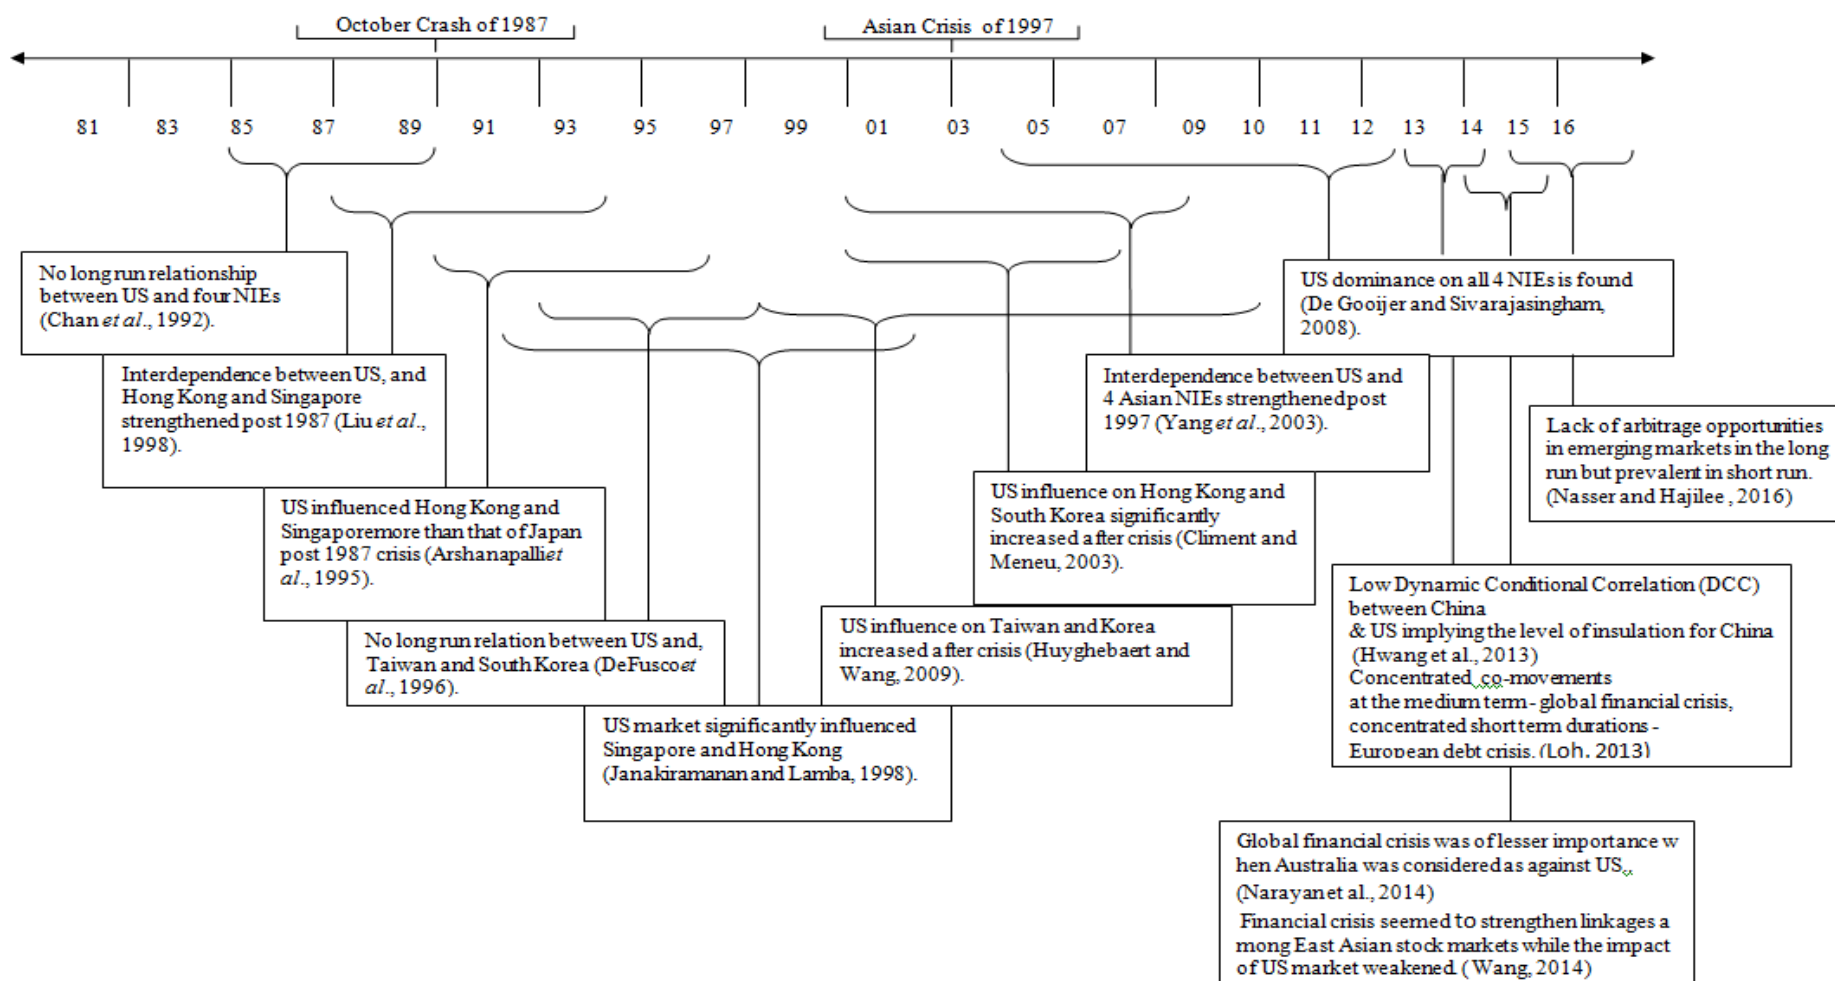 October Crash of 1987
Asian Crisis of 1997
81 83 85 87 89 91 93 95 97 99 01 03 05 07 09 10 11 12 13 14 15 16
No long run relationship
between US and four NIEs
(Chan et al., 1992).
Interdependence between US, and
Hong Kong and Singapore
strengthened post 1987 (Liu et al.,
1998).
US influenced Hong Kong and
Singaporemore than that of Japan
post 1987 crisis (Arshanapalliet
al., 1995).
No long run relation between US and,
Taiwan and South Korea (DeFuscoet
al., 1996).
US market significantly influenced
Singapore and Hong Kong
(Janakiramanan and Lamba, 1998).
US influence on Taiwan and Korea
increased after crisis (Huyghebaert and
Wang, 2009).
US influence on Hong Kong and
South Korea significantly
increased after crisis (Climent and
Meneu, 2003).
Interdependence between US and
4 Asian NIEs strengthened post
1997 (Yang et al., 2003).
US dominance on all 4 NIEs is found
(De Gooijer and Sivarajasingham,
2008).
Lack of arbitrage opportunities
in emerging markets in the long
run but prevalent in short run.
(Nasser and Hajilee , 2016)
Low Dynamic Conditional Correlation (DCC)
between China
& US implying the level of insulation for China
(Hwang et al., 2013)
Concentrated co-movements
at the medium term - global financial crisis,
concentrated short term durations -
European debt crisis. (Loh, 2013)
Global financial crisis was of lesser importance w
hen Australia was considered as against US.
(Narayan et al., 2014)
Financial crisis seemed to strengthen linkages a
mong East Asian stock markets while the impact
of US market weakened. ( Wang, 2014)